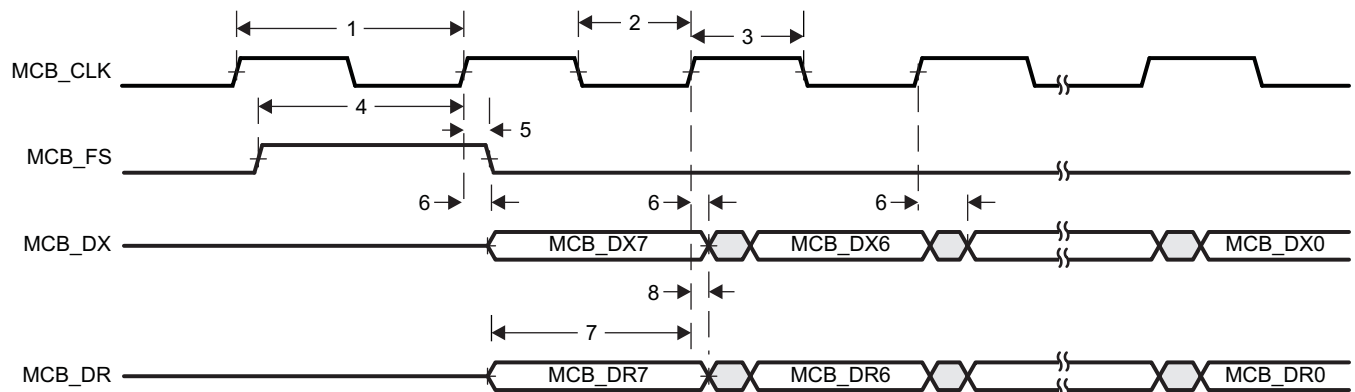 1
2
3
MCB_CLK
4
5
MCB_FS
6
6
6
MCB_DX
MCB_DX7
MCB_DX6
MCB_DX0
8
7
MCB_DR
MCB_DR7
MCB_DR6
MCB_DR0